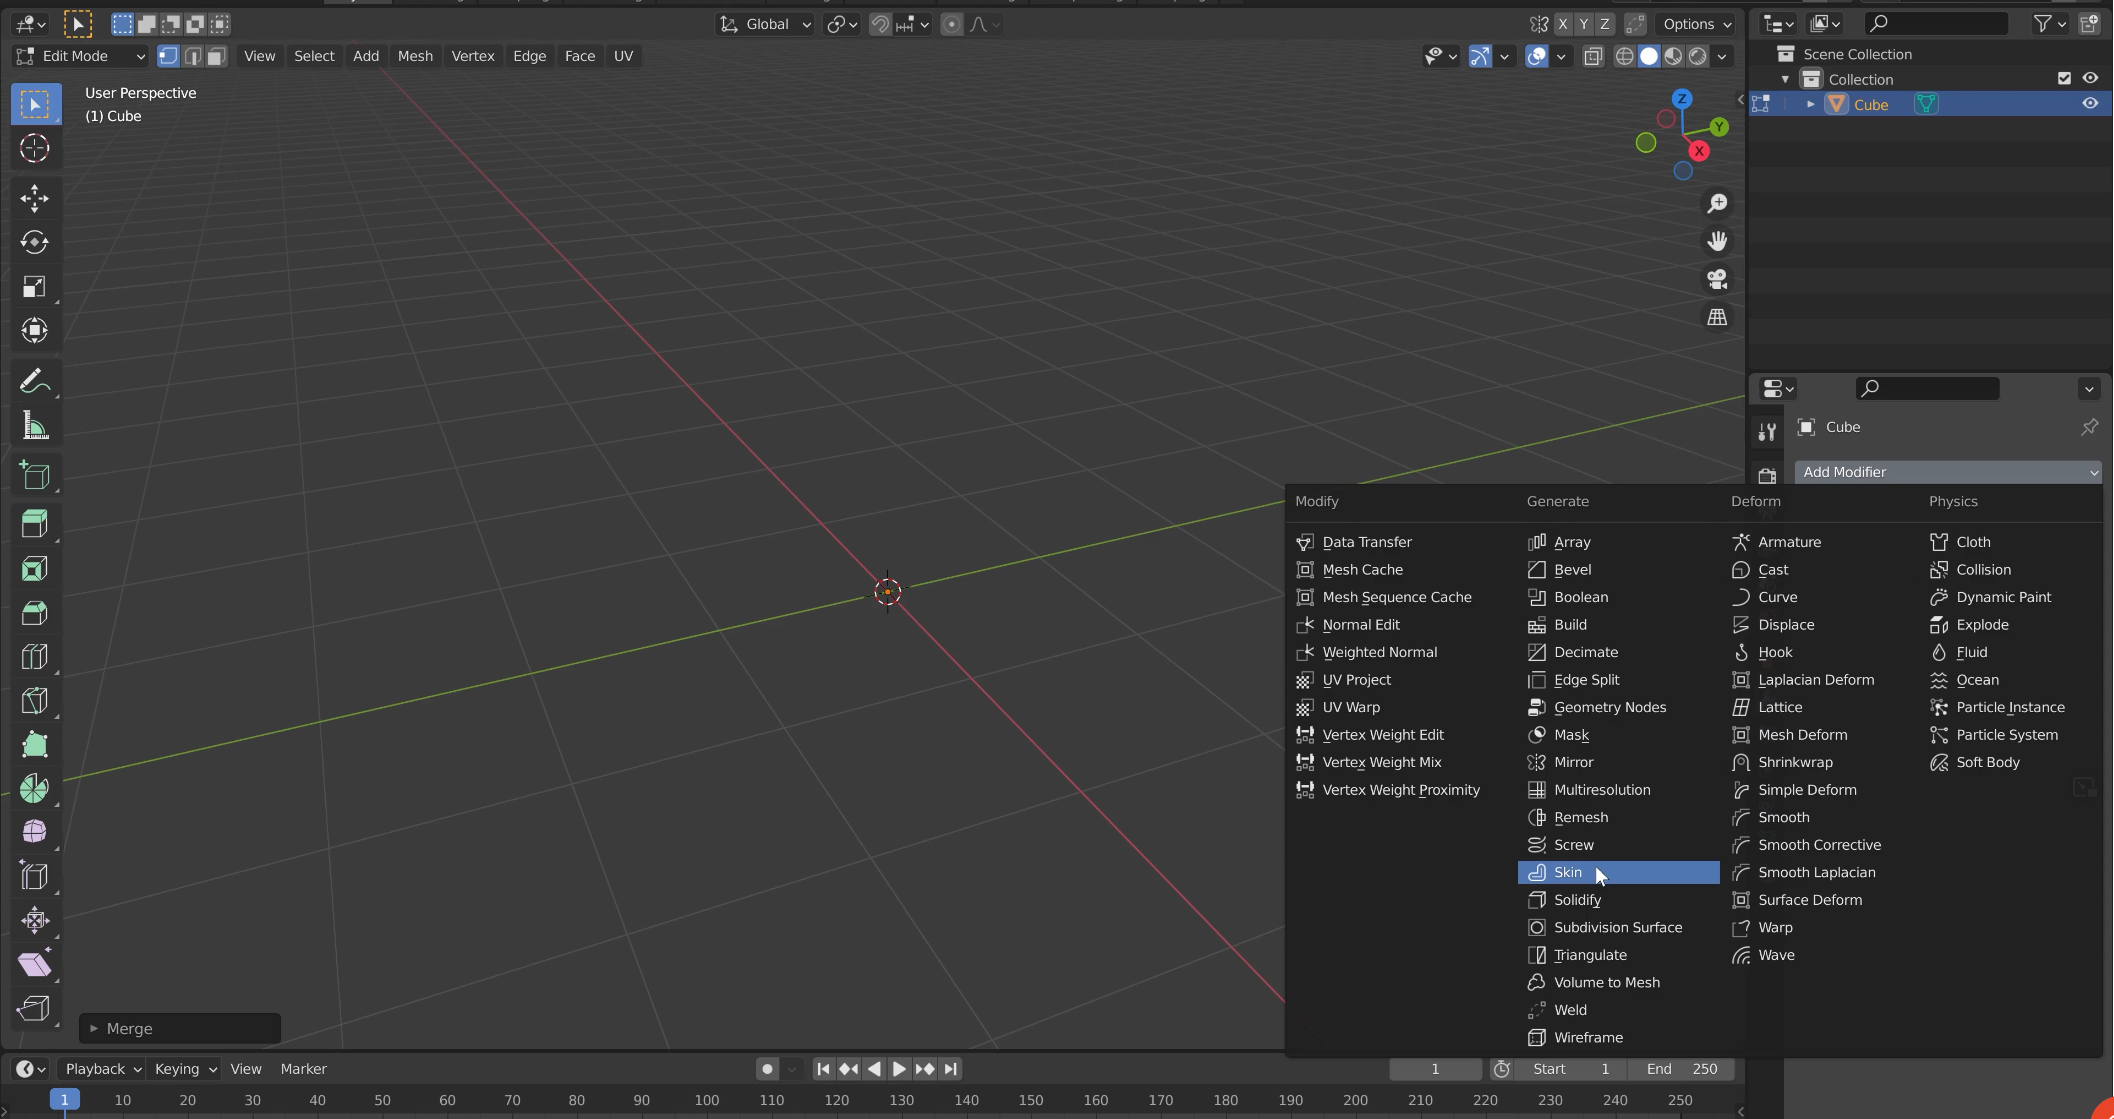 Global
X Y Z
Options
Edit Mode
View
Select
Add
Mesh
Vertex
Edge
Face
UV
User Perspective
(1) Cube
Z
Y
X
Scene Collection
Collection
Cube
Cube
Add Modifier
Modify
Data Transfer
Mesh Cache
Mesh Sequence Cache
Normal Edit
Weighted Normal
UV Project
UV Warp
Vertex Weight Edit
Vertex Weight Mix
Vertex Weight Proximity
Generate
Array
Bevel
Boolean
Build
Decimate
Edge Split
Geometry Nodes
Mask
Mirror
Multiresolution
Remesh
Screw
Skin
Solidify
Subdivision Surface
Triangulate
Volume to Mesh
Weld
Wireframe
Deform
Armature
Cast
Curve
Displace
Hook
Laplacian Deform
Lattice
Mesh Deform
Shrinkwrap
Simple Deform
Smooth
Smooth Corrective
Smooth Laplacian
Surface Deform
Warp
Wave
Physics
Cloth
Collision
Dynamic Paint
Explode
Fluid
Ocean
Particle Instance
Particle System
Soft Body
Merge
Playback
Keying
View
Marker
1
Start 1
End 250
1 10 20 30 40 50 60 70 80 90 100 110 120 130 140 150 160 170 180 190 200 210 220 230 240 250